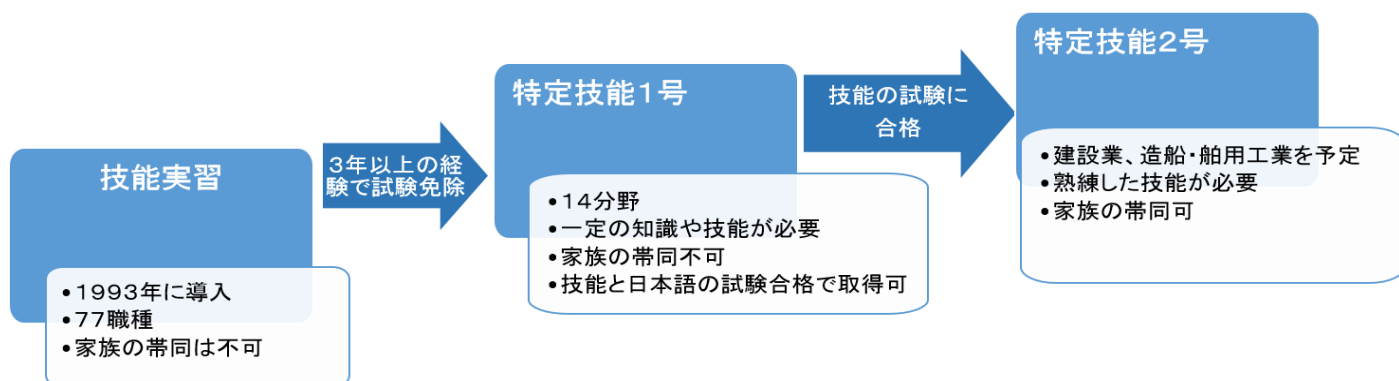 技能実習
•1993年に導入
•77職種
•家族の帯同は不可
3年以上の経
験で試験免除
特定技能1号
•14分野
•一定の知識や技能が必要
•家族の帯同不可
•技能と日本語の試験合格で取得可
技能の試験に
合格
特定技能2号
•建設業、造船・舶用工業を予定
•熟練した技能が必要
•家族の帯同可